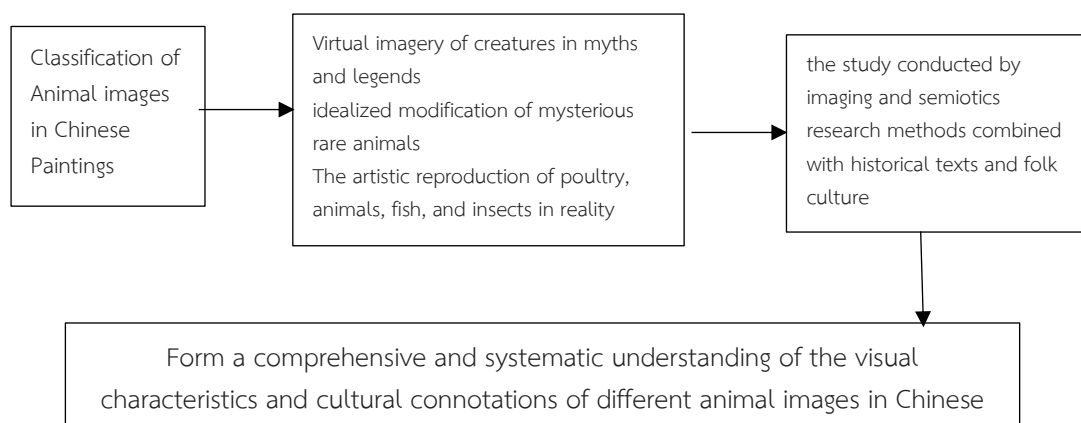 Classification of
Animal images
in Chinese
Paintings
Virtual imagery of creatures in myths
and legends
idealized modification of mysterious
rare animals
The artistic reproduction of poultry,
animals, fish, and insects in reality
the study conducted by
imaging and semiotics
research methods combined
with historical texts and folk
culture
Form a comprehensive and systematic understanding of the visual
characteristics and cultural connotations of different animal images in Chinese